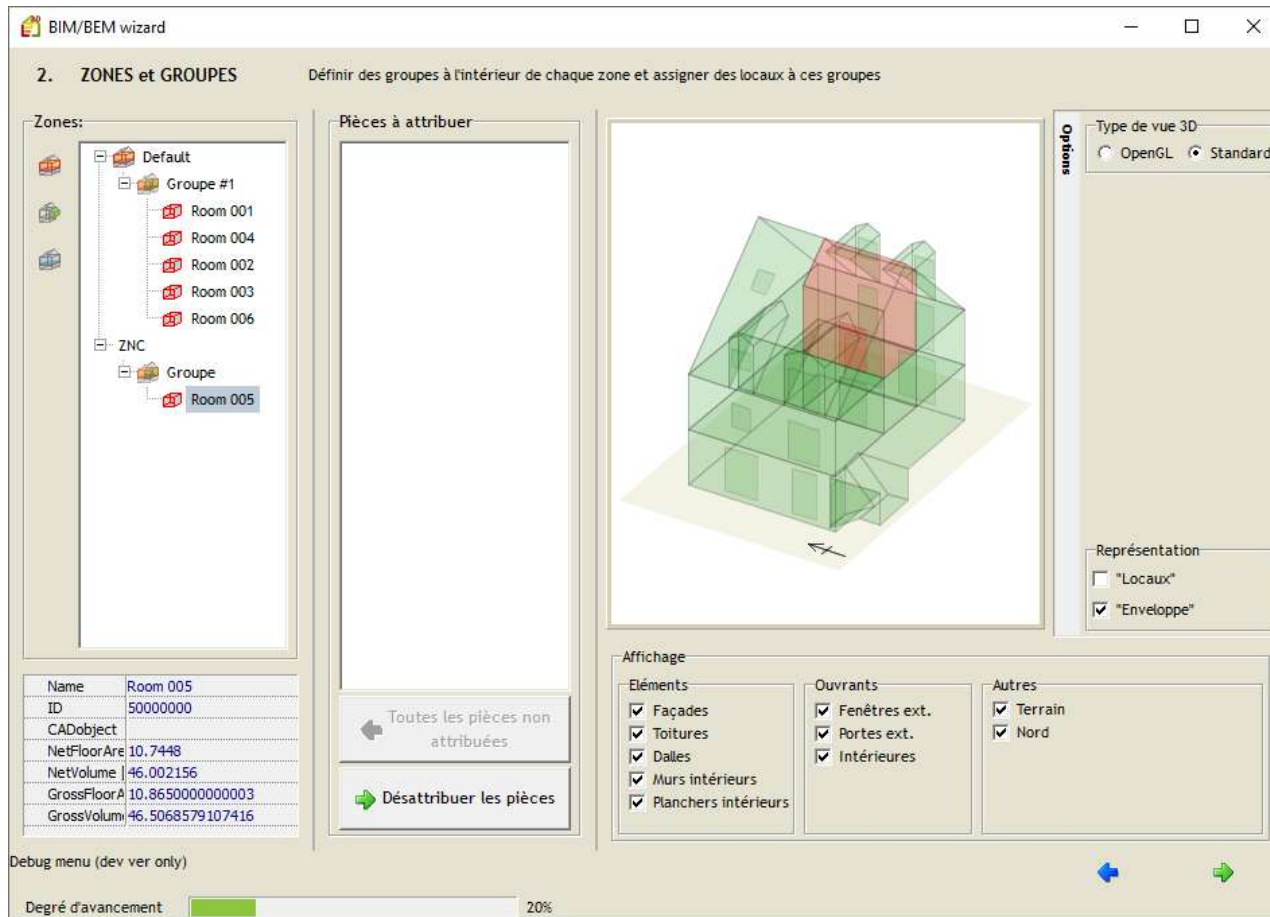 BIM/BEM wizard
2. ZONES et GROUPES
Définir des groupes à l'intérieur de chaque zone et assigner des locaux à ces groupes
Zones:
Default
Groupe #1
Room 001
Room 004
Room 002
Room 003
Room 006
ZNC
Groupe
Room 005
Name Room 005
ID 50000000
CADobject
NetFloorAre 10.7448
NetVolume [ 46.002156
GrossFloorA 10.8650000000003
GrossVolum 46.5068579107416
Pièces à attribuer
Toutes les pièces non
attribuées
Désattribuer les pièces
Options
Type de vue 3D
OpenGL Standard
Représentation
"Locaux"
"Enveloppe"
Affichage
Eléments
Façades
Toitures
Dalles
Murs intérieurs
Planchers intérieurs
Ouvrants
Fenêtres ext.
Portes ext.
Intérieures
Autres
Terrain
Nord
Debug menu (dev ver only)
Degré d'avancement 20%